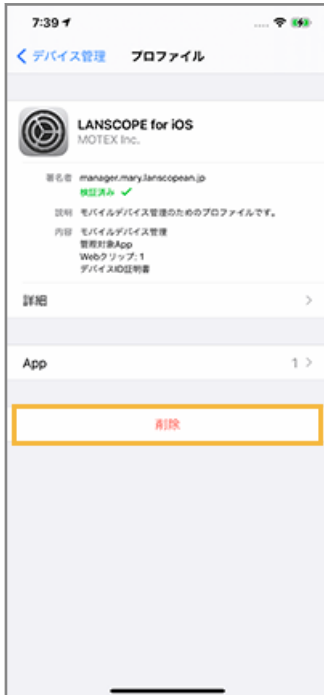 7:39
デバイス管理 プロファイル
LANSCOPE for iOS
MOTEX Inc.
署名者 manager.mary.lanscopean.jp
検証済み
説明 モバイルデバイス管理のためのプロファイルです。
内容 モバイルデバイス管理
管理対象App
Webクリップ: 1
デバイスID証明書
詳細
App 1
削除